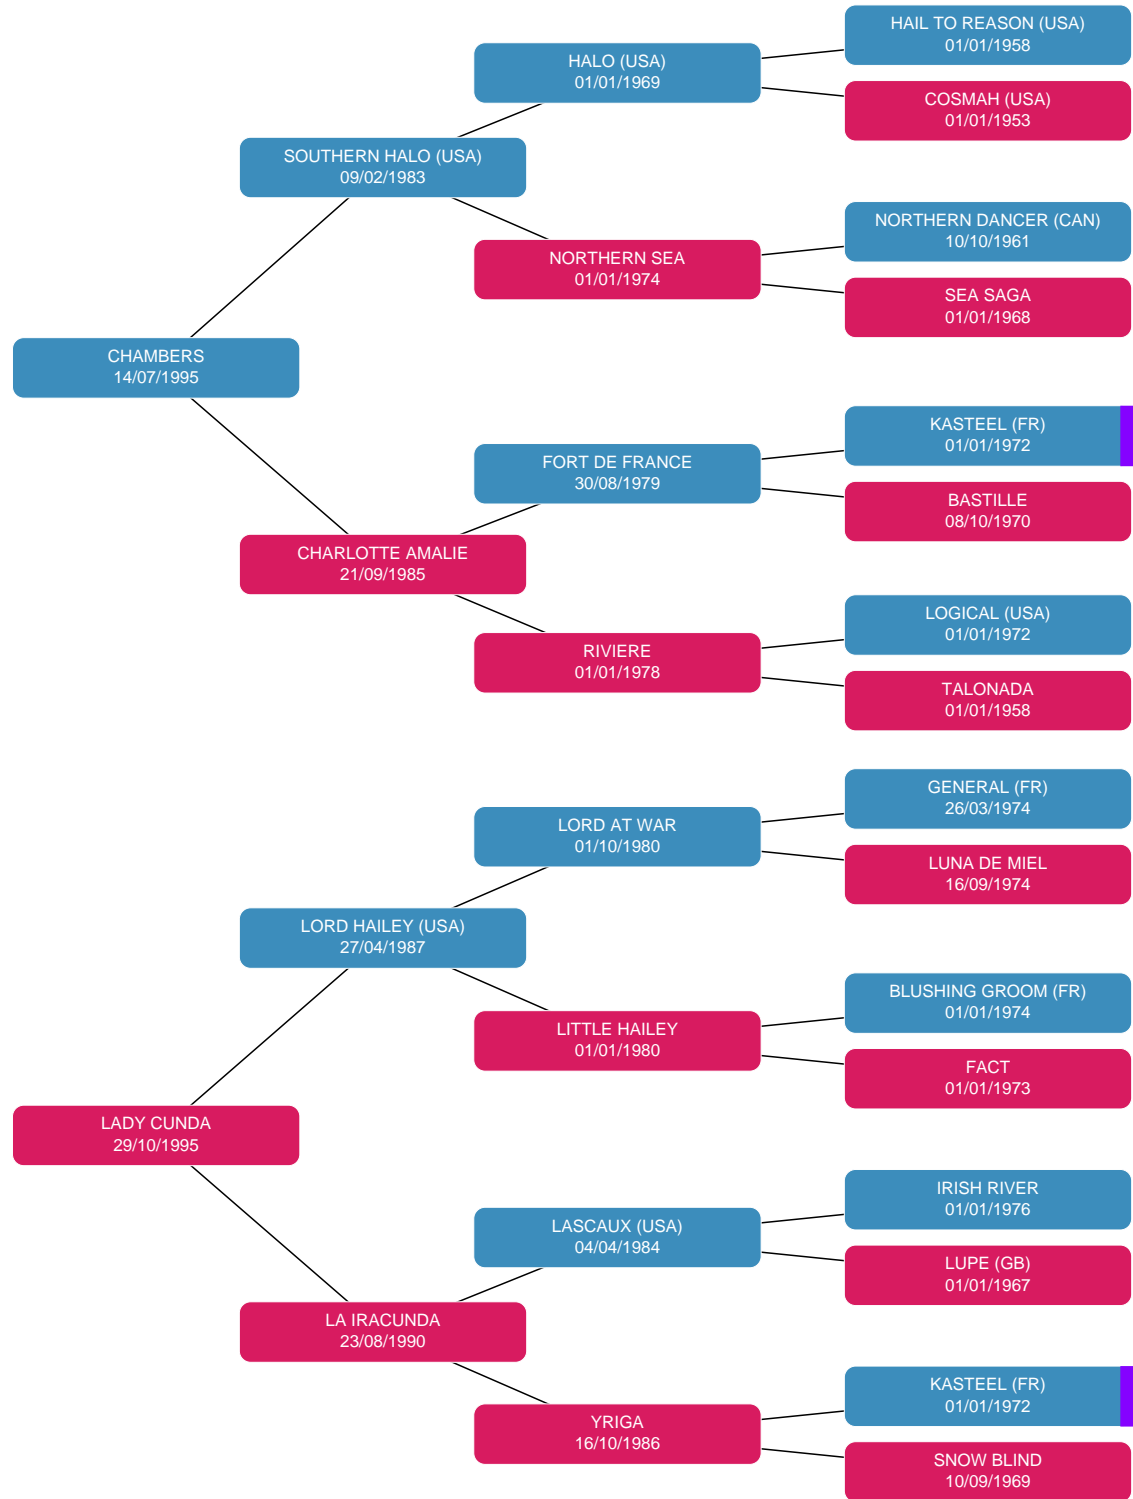 HAIL TO REASON (USA)
01/01/1958
HALO (USA)
01/01/1969
COSMAH (USA)
01/01/1953
SOUTHERN HALO (USA)
09/02/1983
NORTHERN DANCER (CAN)
10/10/1961
NORTHERN SEA
01/01/1974
SEA SAGA
01/01/1968
CHAMBERS
14/07/1995
KASTEEL (FR)
01/01/1972
FORT DE FRANCE
30/08/1979
BASTILLE
08/10/1970
CHARLOTTE AMALIE
21/09/1985
LOGICAL (USA)
01/01/1972
RIVIERE
01/01/1978
TALONADA
01/01/1958
GENERAL (FR)
26/03/1974
LORD AT WAR
01/10/1980
LUNA DE MIEL
16/09/1974
LORD HAILEY (USA)
27/04/1987
BLUSHING GROOM (FR)
01/01/1974
LITTLE HAILEY
01/01/1980
FACT
01/01/1973
LADY CUNDA
29/10/1995
IRISH RIVER
01/01/1976
LASCAUX (USA)
04/04/1984
LUPE (GB)
01/01/1967
LA IRACUNDA
23/08/1990
KASTEEL (FR)
01/01/1972
YRIGA
16/10/1986
SNOW BLIND
10/09/1969